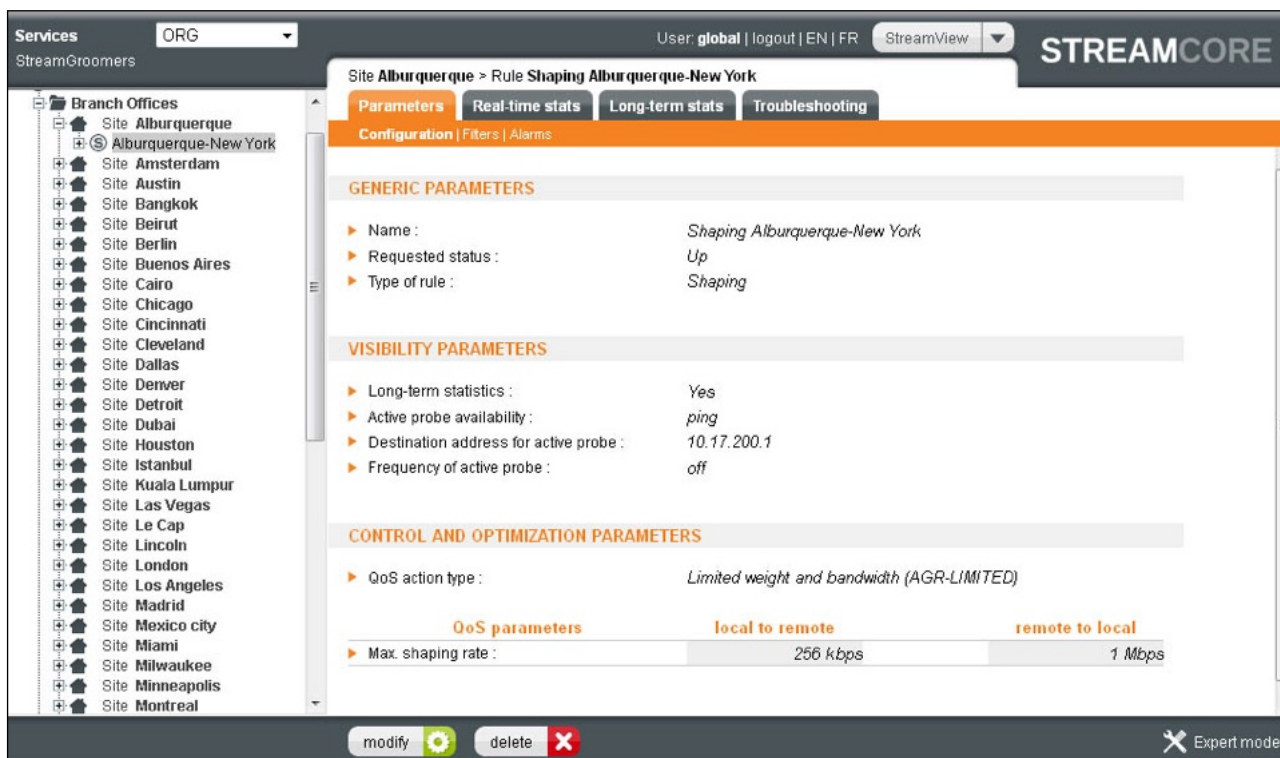 Services ORG
StreamGroomers
User: global | logout | EN | FR StreamView
STREAMCORE
Site Alburquerque > Rule Shaping Alburquerque-New York
Parameters Real-time stats Long-term stats Troubleshooting
Configuration | Filters | Alarms
Branch Offices
Site Alburquerque
S Alburquerque-New York
Site Amsterdam
Site Austin
Site Bangkok
Site Beirut
Site Berlin
Site Buenos Aires
Site Cairo
Site Chicago
Site Cincinnati
Site Cleveland
Site Dallas
Site Denver
Site Detroit
Site Dubai
Site Houston
Site Istanbul
Site Kuala Lumpur
Site Las Vegas
Site Le Cap
Site Lincoln
Site London
Site Los Angeles
Site Madrid
Site Mexico city
Site Miami
Site Milwaukee
Site Minneapolis
Site Montreal
GENERIC PARAMETERS
Name : Shaping Alburquerque-New York
Requested status : Up
Type of rule : Shaping
VISIBILITY PARAMETERS
Long-term statistics : Yes
Active probe availability : ping
Destination address for active probe : 10.17.200.1
Frequency of active probe : off
CONTROL AND OPTIMIZATION PARAMETERS
QoS action type : Limited weight and bandwidth (AGR-LIMITED)
QoS parameters local to remote remote to local
Max. shaping rate : 256 kbps 1 Mbps
modify delete Expert mode